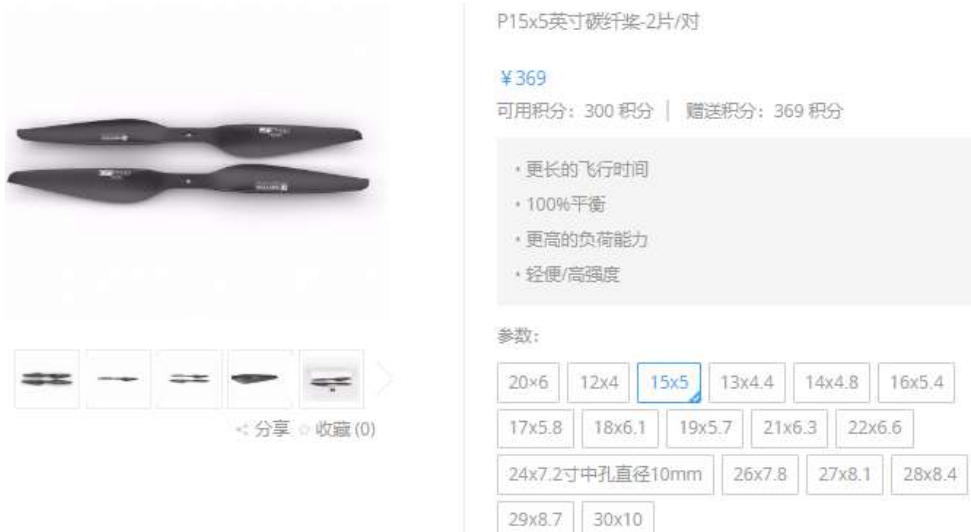 P15x5英寸碳纤桨-2片/对
￥369
可用积分：300 积分 │ 赠送积分：369 积分
•更长的飞行时间
•100%平衡
•更高的负荷能力
•轻便/高强度
参数：
20×6 12x4 15x5 13x4.4 14x4.8 16x5.4
17x5.8 18x6.1 19x5.7 21x6.3 22x6.6
24x7.2寸中孔直径10mm 26x7.8 27x8.1 28x8.4
29x8.7 30x10
分享 收藏 (0)